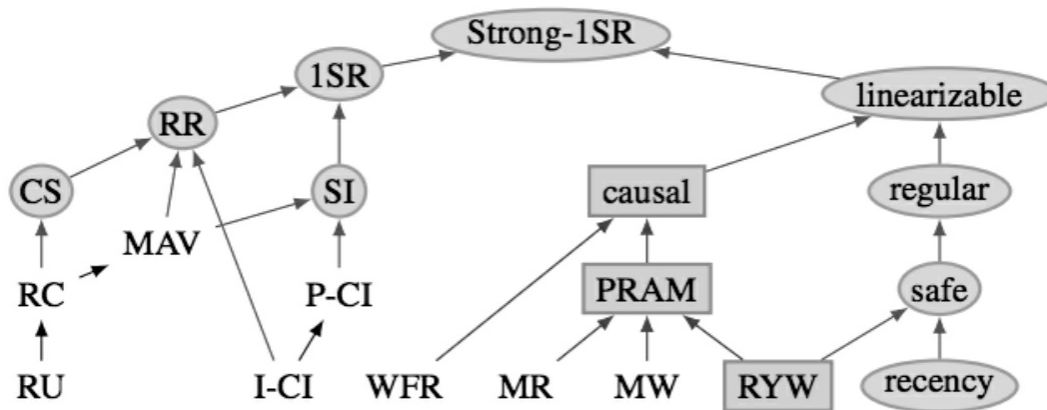 Strong-1SR
1SR
linearizable
RR
CS
SI
causal
regular
MAV
RC
P-CI
PRAM
safe
RU
I-CI
WFR
MR
MW
RYW
recency